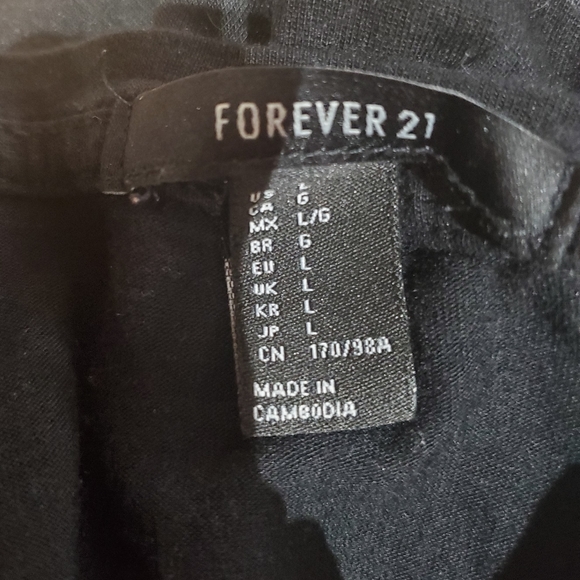 FOREVER 21
US L
CA G
MX L/G
BR G
EU L
UK L
KR L
JP L
CN 170/98A
MADE IN
CAMBODIA